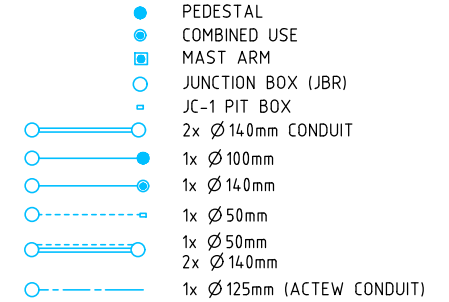 PEDESTAL
COMBINED USE
MAST ARM
JUNCTION BOX (JBR)
JC-1 PIT BOX
2x Ø140mm CONDUIT
1x Ø100mm
1x Ø140mm
1x Ø50mm
1x Ø50mm
2x Ø140mm
1x Ø125mm (ACTEW CONDUIT)